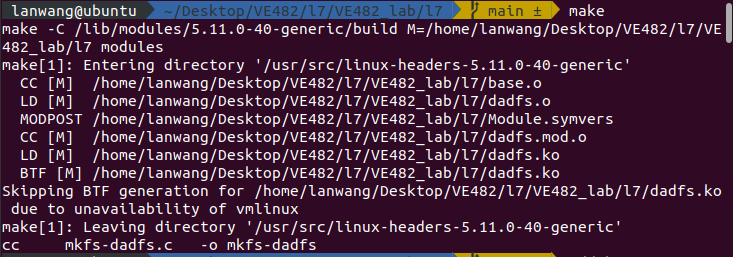 lanwang@ubuntu ~/Desktop/VE482/l7/VE482_lab/l7 main ± make
make -C /lib/modules/5.11.0-40-generic/build M=/home/lanwang/Desktop/VE482/l7/VE
482_lab/l7 modules
make[1]: Entering directory '/usr/src/linux-headers-5.11.0-40-generic'
CC [M] /home/lanwang/Desktop/VE482/l7/VE482_lab/l7/base.o
LD [M] /home/lanwang/Desktop/VE482/l7/VE482_lab/l7/dadfs.o
MODPOST /home/lanwang/Desktop/VE482/l7/VE482_lab/l7/Module.symvers
CC [M] /home/lanwang/Desktop/VE482/l7/VE482_lab/l7/dadfs.mod.o
LD [M] /home/lanwang/Desktop/VE482/l7/VE482_lab/l7/dadfs.ko
BTF [M] /home/lanwang/Desktop/VE482/l7/VE482_lab/l7/dadfs.ko
Skipping BTF generation for /home/lanwang/Desktop/VE482/l7/VE482_lab/l7/dadfs.ko
due to unavailability of vmlinux
make[1]: Leaving directory '/usr/src/linux-headers-5.11.0-40-generic'
cc mkfs-dadfs.c -o mkfs-dadfs